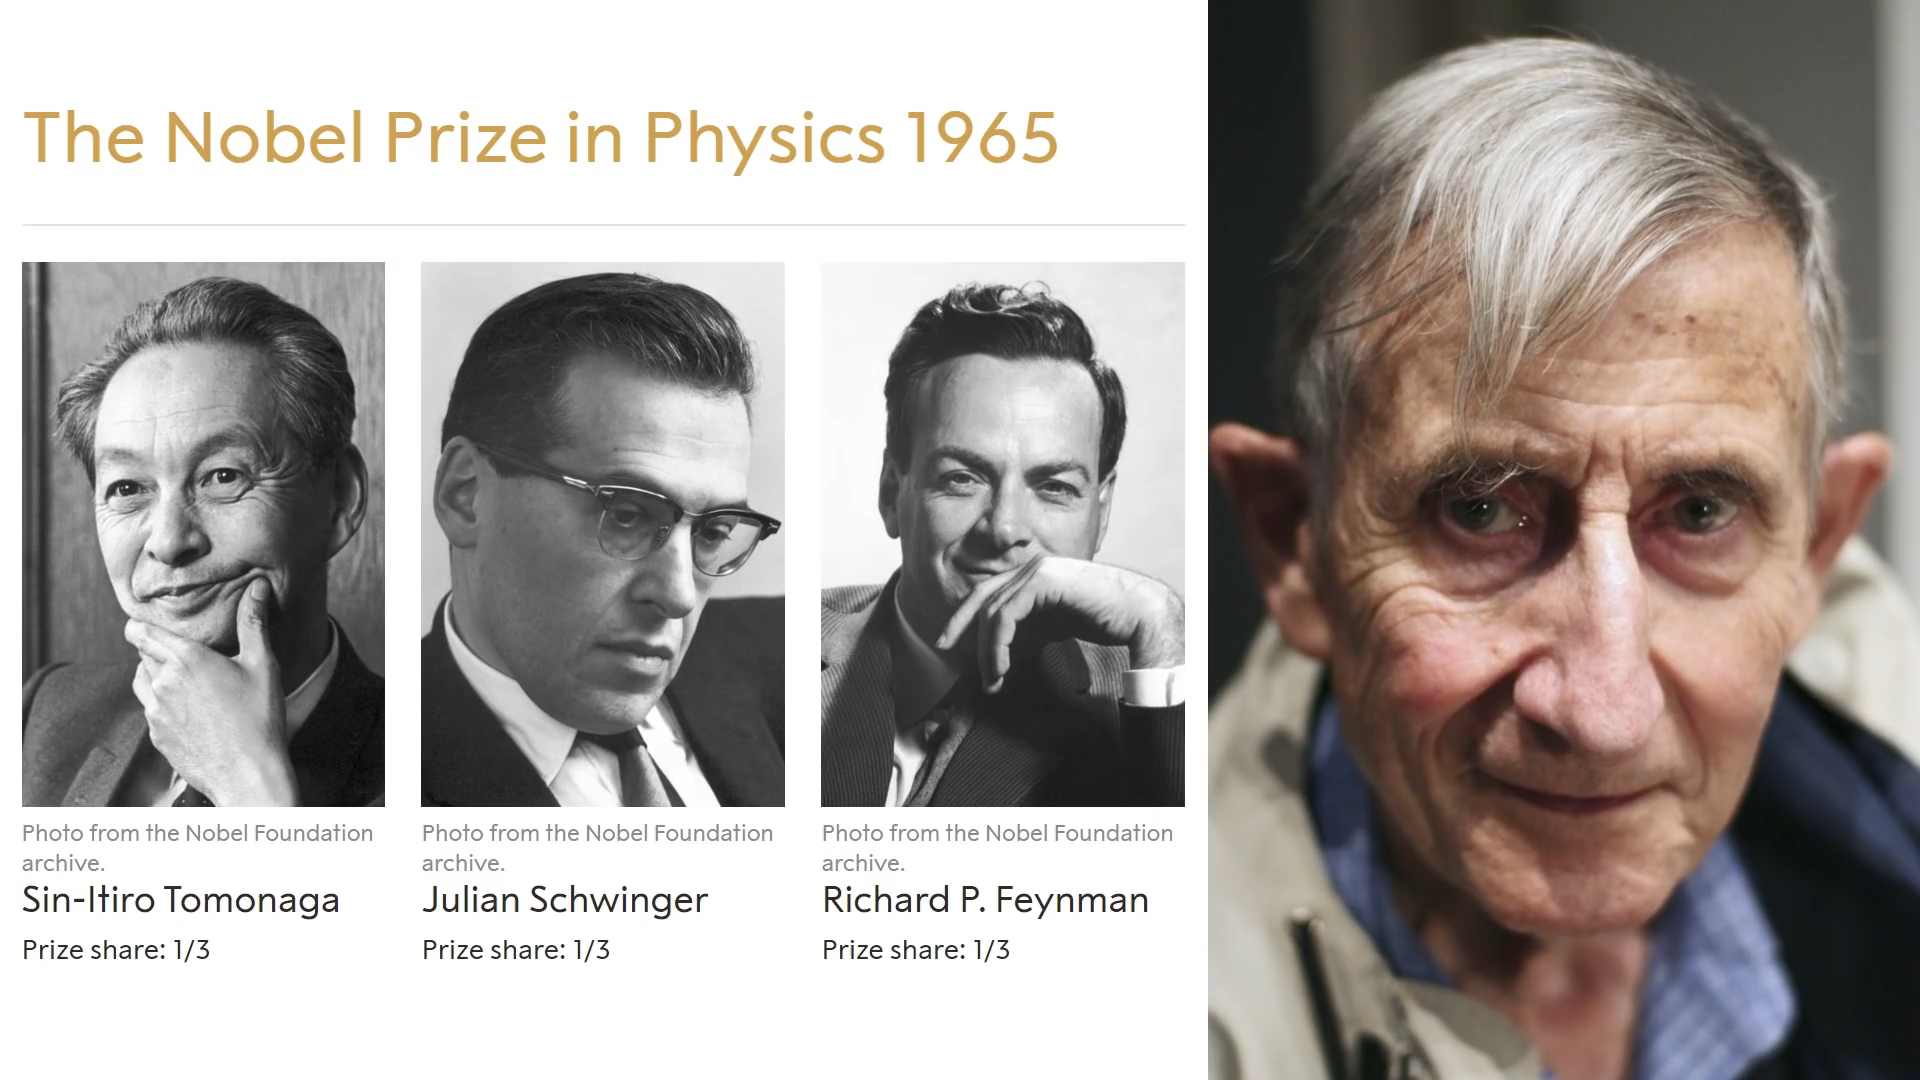 The Nobel Prize in Physics 1965
Photo from the Nobel Foundation
archive.
Sin-Itiro Tomonaga
Prize share: 1/3
Photo from the Nobel Foundation
archive.
Julian Schwinger
Prize share: 1/3
Photo from the Nobel Foundation
archive.
Richard P. Feynman
Prize share: 1/3